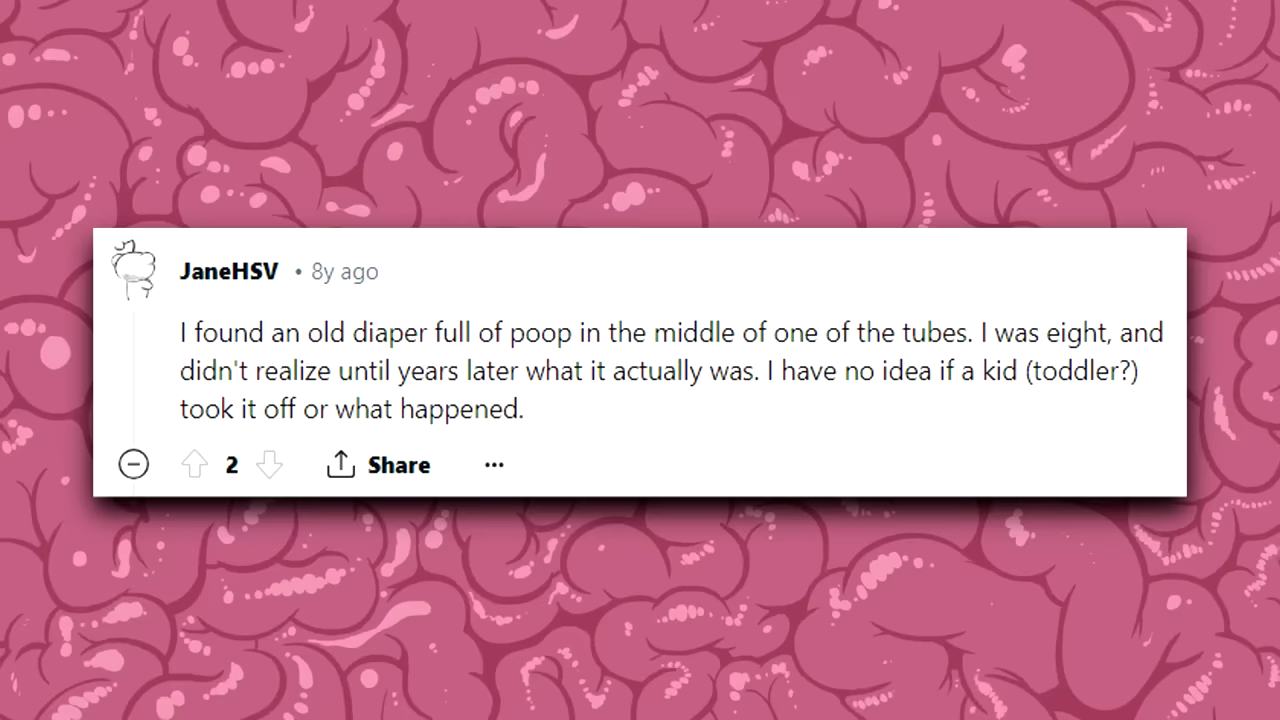 JaneHSV • 8y ago
I found an old diaper full of poop in the middle of one of the tubes. I was eight, and
didn't realize until years later what it actually was. I have no idea if a kid (toddler?)
took it off or what happened.
2 Share ...